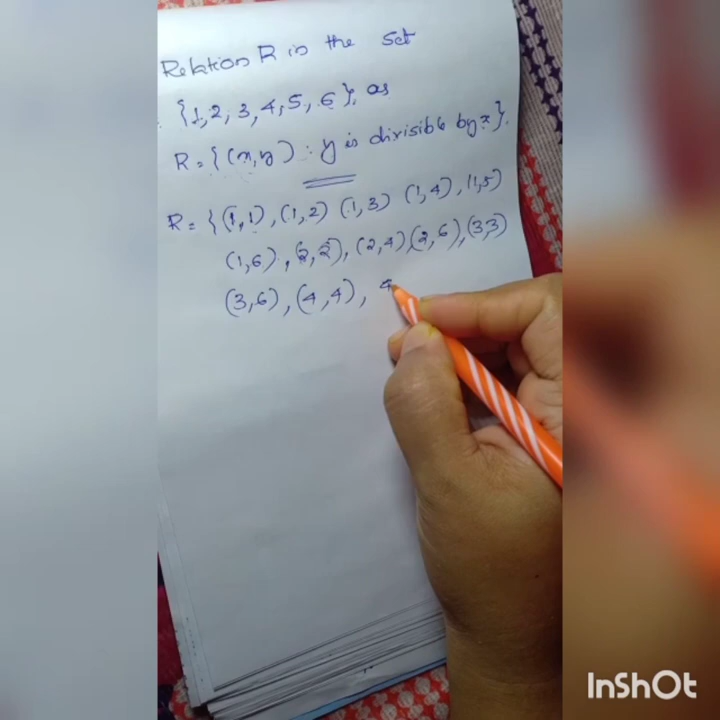 Relation R in the Set
{1, 2, 3, 4, 5, 6}, as
R = {(x, y) : y is divisible by x}.
R = {(1,1), (1,2) (1,3) (1,4), (1,5)
(1,6), (2,2), (2,4), (2,6), (3,3)
(3,6), (4,4),
InShOt